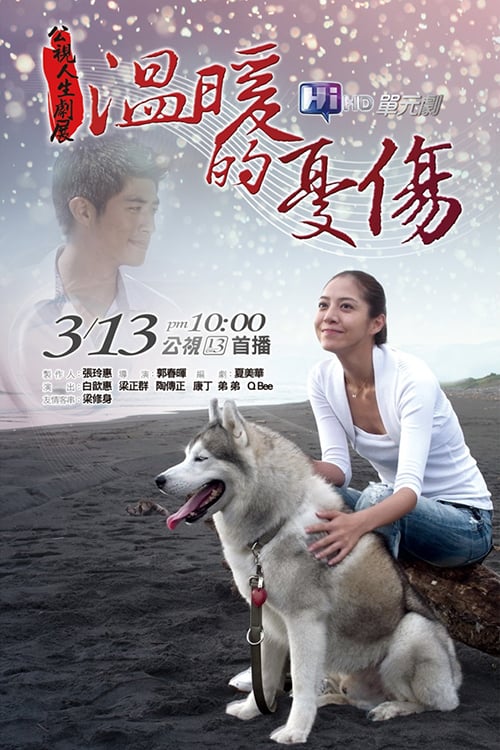 公視人生劇展
溫暖
的憂傷
Hi HD 單元劇
3/13 pm 10:00
公視 13 首播
製作人：張玲惠 導 演：郭春暉 編 劇：夏美華
演 出：白歆惠 梁正群 陶傳正 康丁 弟弟 Q Bee
友情客串：梁修身